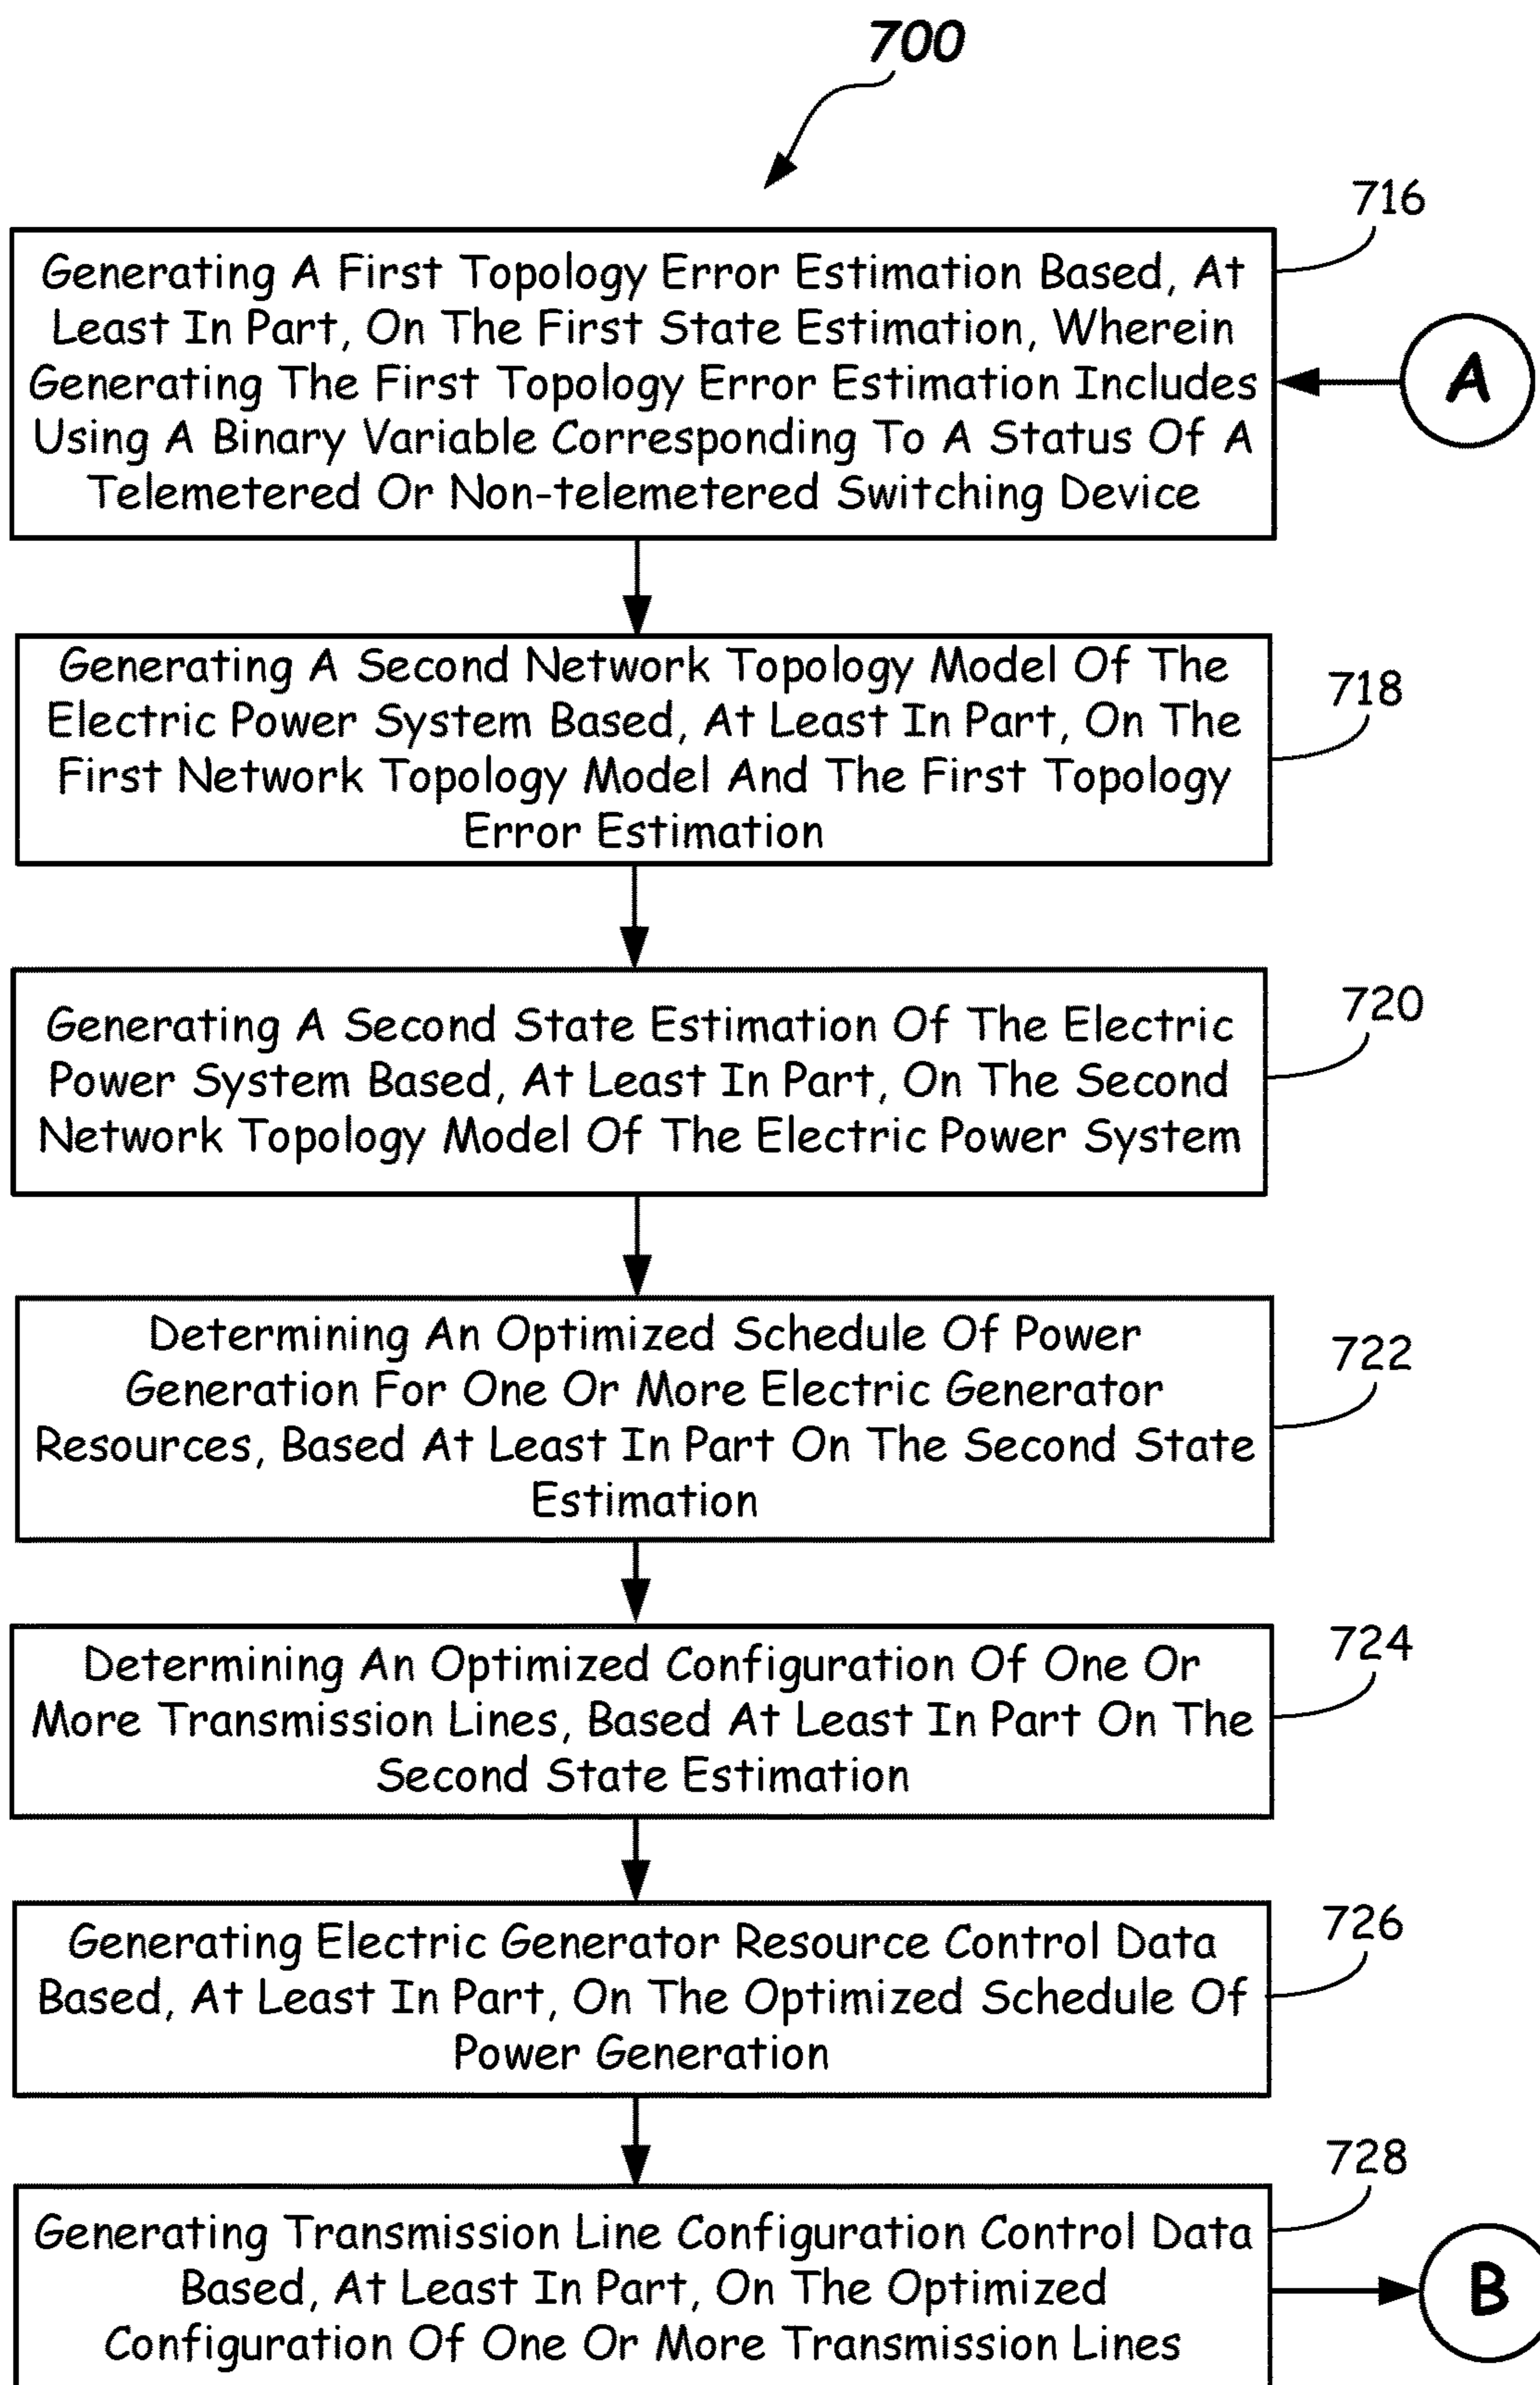 700
716
Generating A First Topology Error Estimation Based, At
Least In Part, On The First State Estimation, Wherein
Generating The First Topology Error Estimation Includes
Using A Binary Variable Corresponding To A Status Of A
Telemetered Or Non-telemetered Switching Device
A
718
Generating A Second Network Topology Model Of The
Electric Power System Based, At Least In Part, On The
First Network Topology Model And The First Topology
Error Estimation
720
Generating A Second State Estimation Of The Electric
Power System Based, At Least In Part, On The Second
Network Topology Model Of The Electric Power System
722
Determining An Optimized Schedule Of Power
Generation For One Or More Electric Generator
Resources, Based At Least In Part On The Second State
Estimation
724
Determining An Optimized Configuration Of One Or
More Transmission Lines, Based At Least In Part On The
Second State Estimation
726
Generating Electric Generator Resource Control Data
Based, At Least In Part, On The Optimized Schedule Of
Power Generation
728
Generating Transmission Line Configuration Control Data
Based, At Least In Part, On The Optimized
Configuration Of One Or More Transmission Lines
B